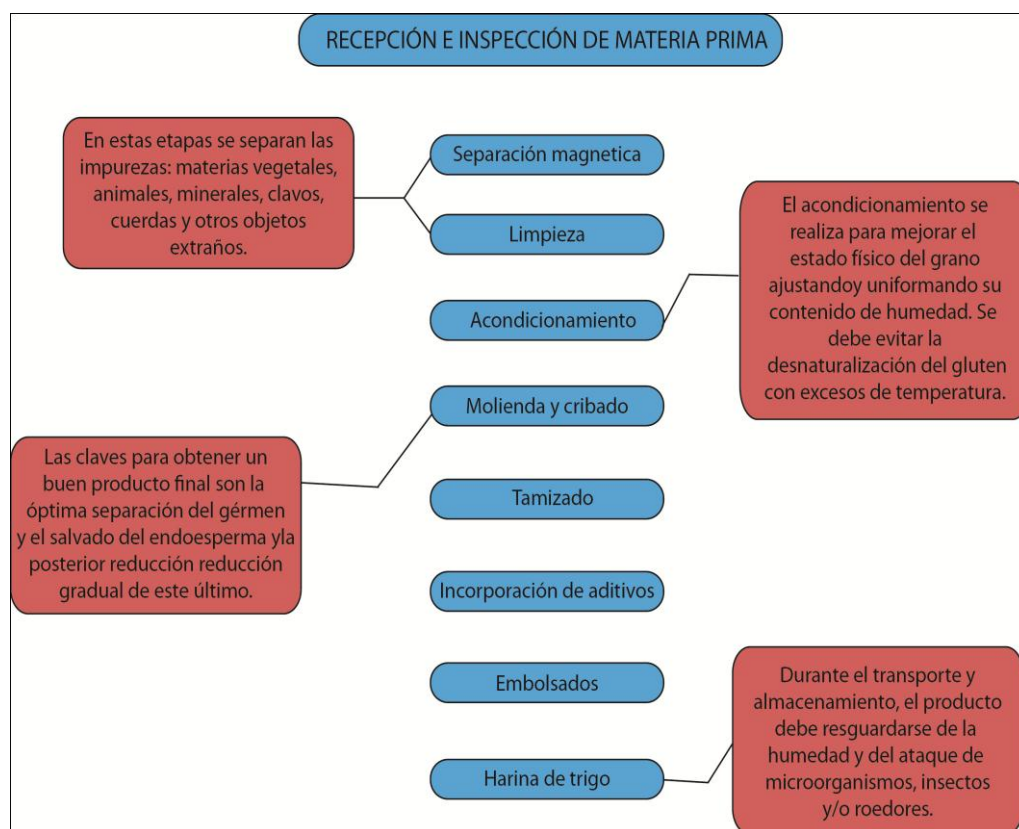 RECEPCIÓN E INSPECCIÓN DE MATERIA PRIMA
En estas etapas se separan las
impurezas: materias vegetales,
animales, minerales, clavos,
cuerdas y otros objetos
extraños.
Separación magnetica
Limpieza
El acondicionamiento se
realiza para mejorar el
estado físico del grano
ajustandoy uniformando su
contenido de humedad. Se
debe evitar la
desnaturalización del gluten
con excesos de temperatura.
Acondicionamiento
Molienda y cribado
Las claves para obtener un
buen producto final son la
óptima separación del gérmen
y el salvado del endoesperma yla
posterior reducción reducción
gradual de este último.
Tamizado
Incorporación de aditivos
Embolsados
Durante el transporte y
almacenamiento, el producto
debe resguardarse de la
humedad y del ataque de
microorganismos, insectos
y/o roedores.
Harina de trigo